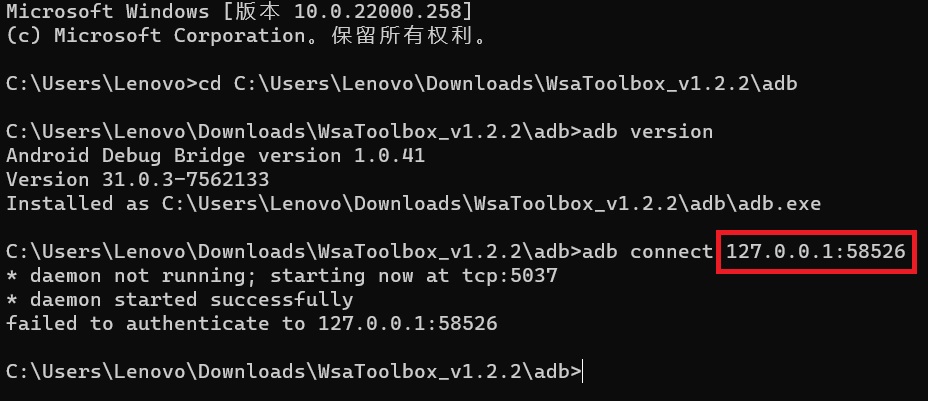 Microsoft Windows [版本 10.0.22000.258]
(c) Microsoft Corporation。保留所有权利。
C:\Users\Lenovo>cd C:\Users\Lenovo\Downloads\WsaToolbox_v1.2.2\adb
C:\Users\Lenovo\Downloads\WsaToolbox_v1.2.2\adb>adb version
Android Debug Bridge version 1.0.41
Version 31.0.3-7562133
Installed as C:\Users\Lenovo\Downloads\WsaToolbox_v1.2.2\adb\adb.exe
C:\Users\Lenovo\Downloads\WsaToolbox_v1.2.2\adb>adb connect 127.0.0.1:58526
* daemon not running; starting now at tcp:5037
* daemon started successfully
failed to authenticate to 127.0.0.1:58526
C:\Users\Lenovo\Downloads\WsaToolbox_v1.2.2\adb>